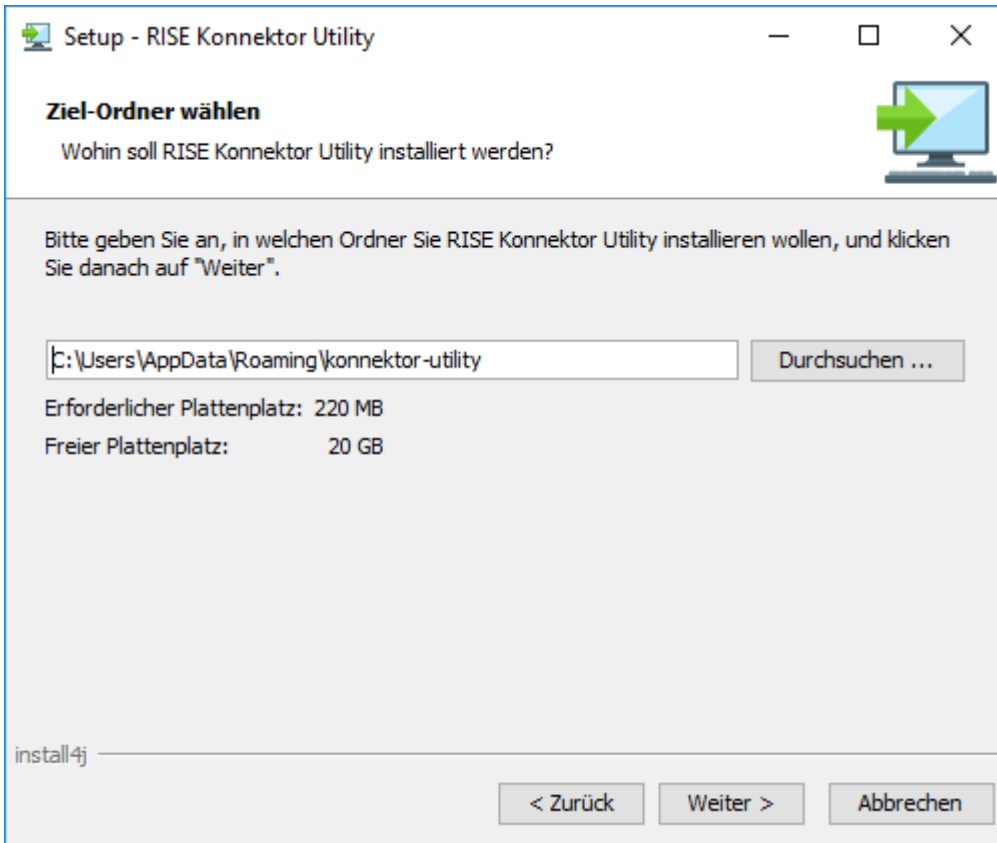 Setup - RISE Konnektor Utility
Ziel-Ordner wählen
Wohin soll RISE Konnektor Utility installiert werden?
Bitte geben Sie an, in welchen Ordner Sie RISE Konnektor Utility installieren wollen, und klicken
Sie danach auf "Weiter".
C:\Users\AppData\Roaming\konnektor-utility
Durchsuchen ...
Erforderlicher Plattenplatz: 220 MB
Freier Plattenplatz: 20 GB
install4j
< Zurück Weiter > Abbrechen